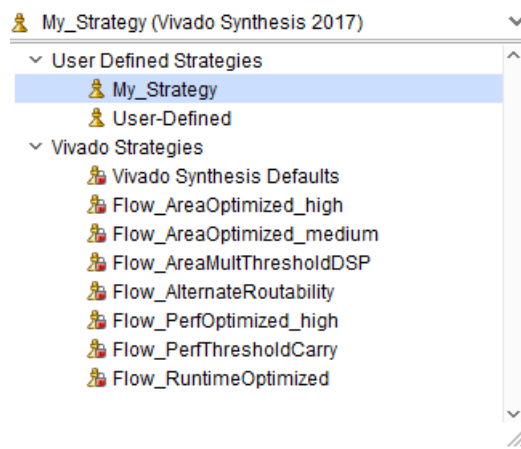 My_Strategy (Vivado Synthesis 2017)
User Defined Strategies
My_Strategy
User-Defined
Vivado Strategies
Vivado Synthesis Defaults
Flow_AreaOptimized_high
Flow_AreaOptimized_medium
Flow_AreaMultThresholdDSP
Flow_AlternateRoutability
Flow_PerfOptimized_high
Flow_PerfThresholdCarry
Flow_RuntimeOptimized